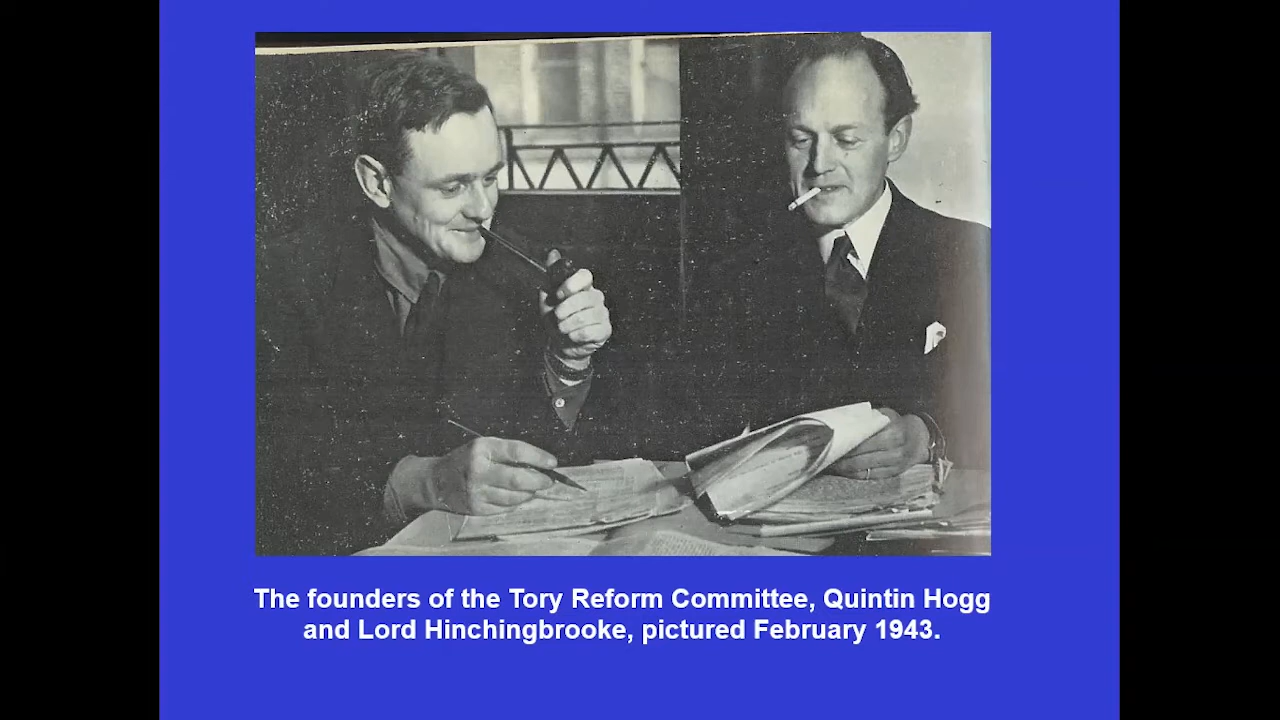 The founders of the Tory Reform Committee, Quintin Hogg
and Lord Hinchingbrooke, pictured February 1943.